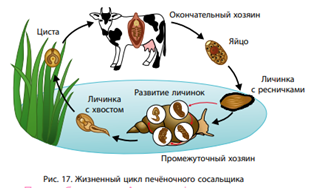 Окончательный хозяин
Циста
Яйцо
Личинка
с ресничками
Развитие личинок
Личинка
с хвостом
Промежуточный хозяин
Рис. 17. Жизненный цикл печёночного сосальщика